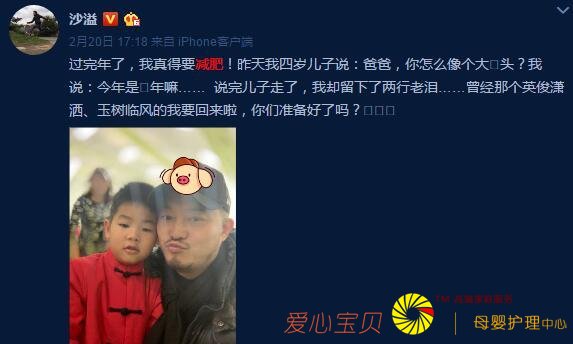 沙溢
2月20日 17:18 来自 iPhone客户端
过完年了，我真得要减肥！昨天我四岁儿子说：爸爸，你怎么像个大□头？我
说：今年是□年嘛…… 说完儿子走了，我却留下了两行老泪……曾经那个英俊潇
洒、玉树临风的我要回来啦，你们准备好了吗？□□□
TM
爱心宝贝
母婴护理中心